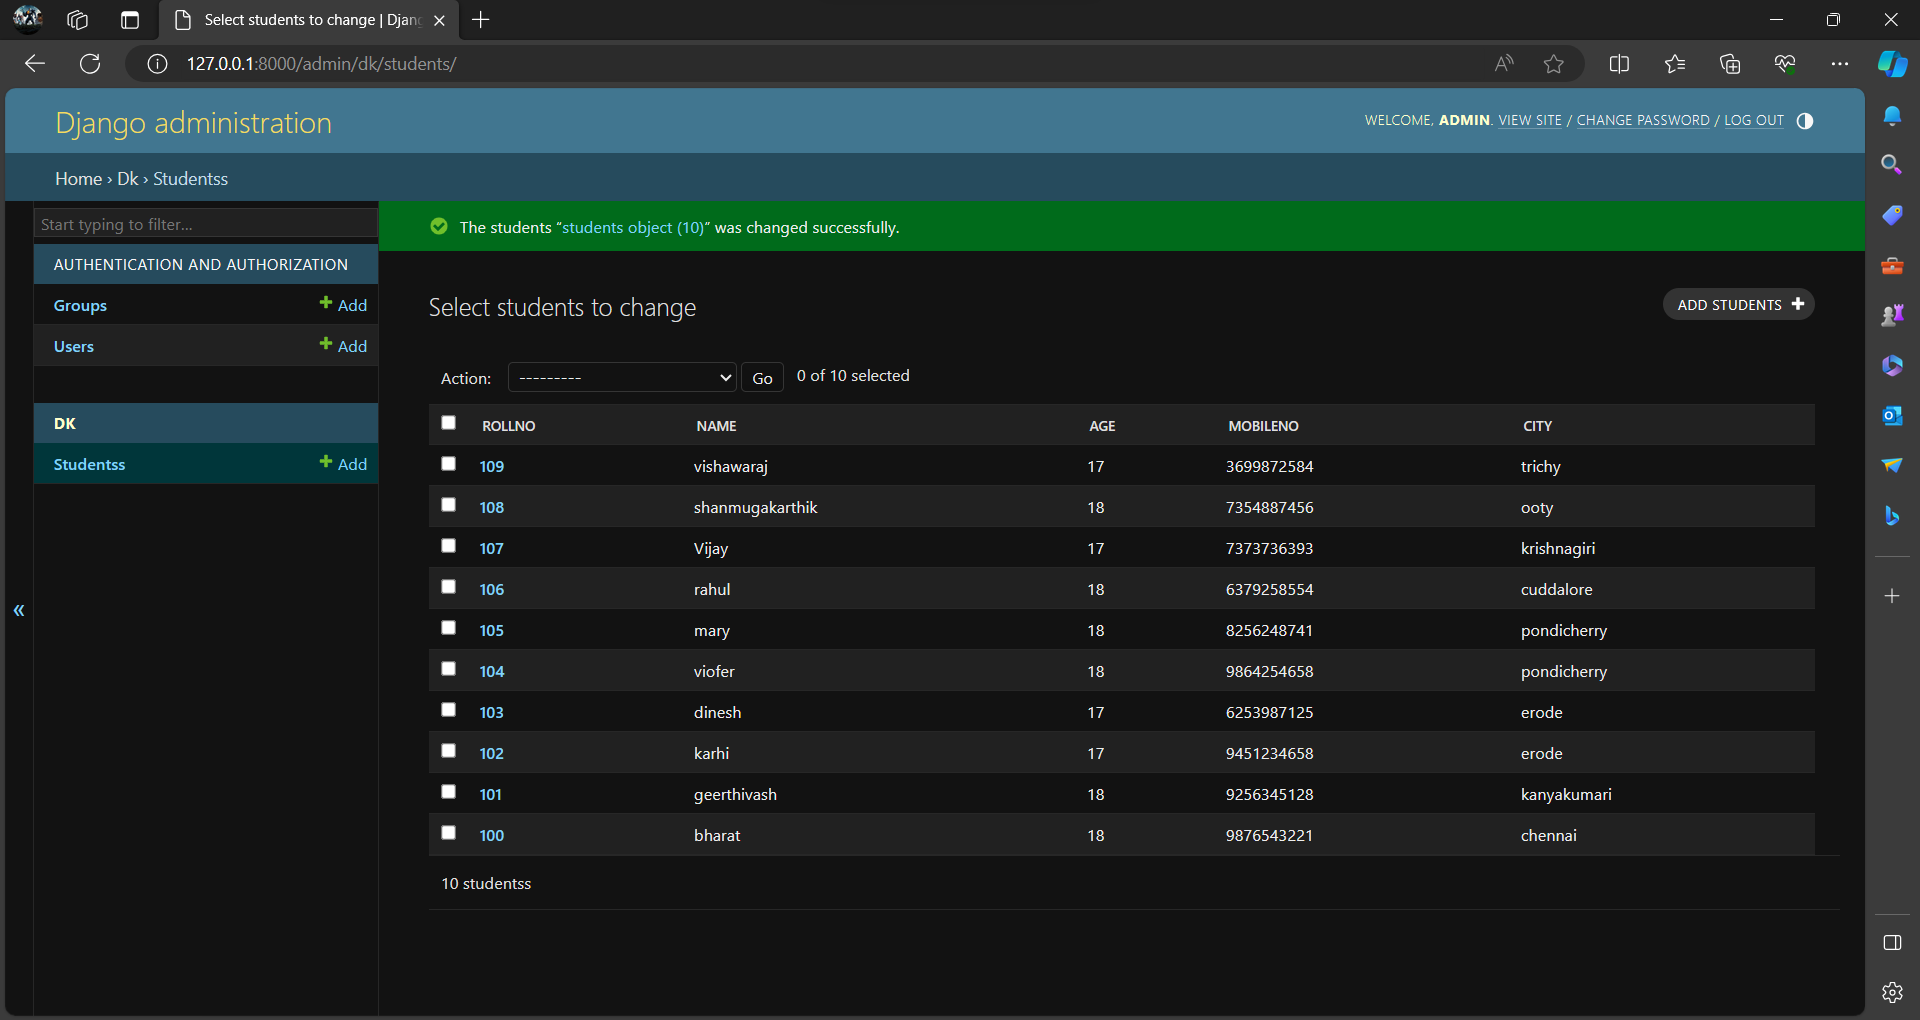 Select students to change | Djang
127.0.0.1:8000/admin/dk/students/
Django administration
WELCOME, ADMIN. VIEW SITE / CHANGE PASSWORD / LOG OUT
Home › Dk › Studentss
Start typing to filter...
AUTHENTICATION AND AUTHORIZATION
Groups + Add
Users + Add
DK
Studentss + Add
The students “students object (10)” was changed successfully.
Select students to change
ADD STUDENTS +
Action: --------- Go 0 of 10 selected
ROLLNO NAME AGE MOBILENO CITY
109 vishawaraj 17 3699872584 trichy
108 shanmugakarthik 18 7354887456 ooty
107 Vijay 17 7373736393 krishnagiri
106 rahul 18 6379258554 cuddalore
105 mary 18 8256248741 pondicherry
104 viofer 18 9864254658 pondicherry
103 dinesh 17 6253987125 erode
102 karhi 17 9451234658 erode
101 geerthivash 18 9256345128 kanyakumari
100 bharat 18 9876543221 chennai
10 studentss